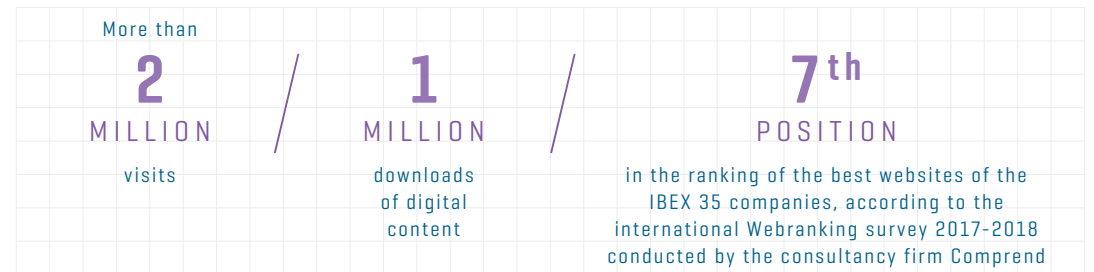 More than
2
MILLION
visits
1
MILLION
downloads
of digital
content
7th
POSITION
in the ranking of the best websites of the
IBEX 35 companies, according to the
international Webranking survey 2017-2018
conducted by the consultancy firm Comprend